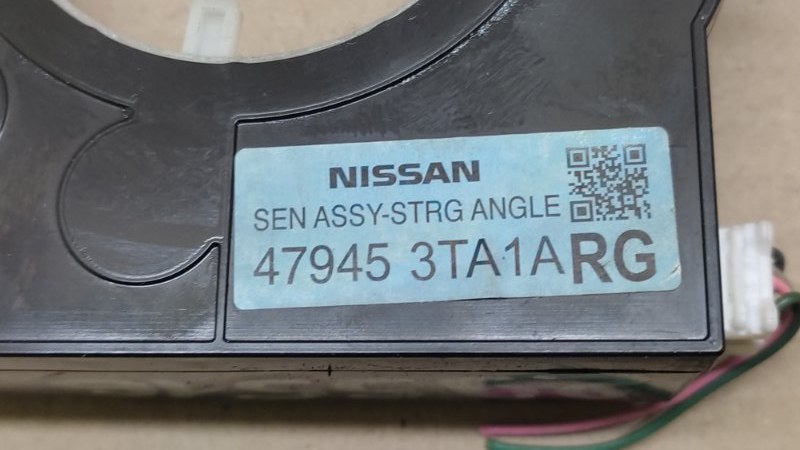 NISSAN
SEN ASSY-STRG ANGLE
47945 3TA1ARG